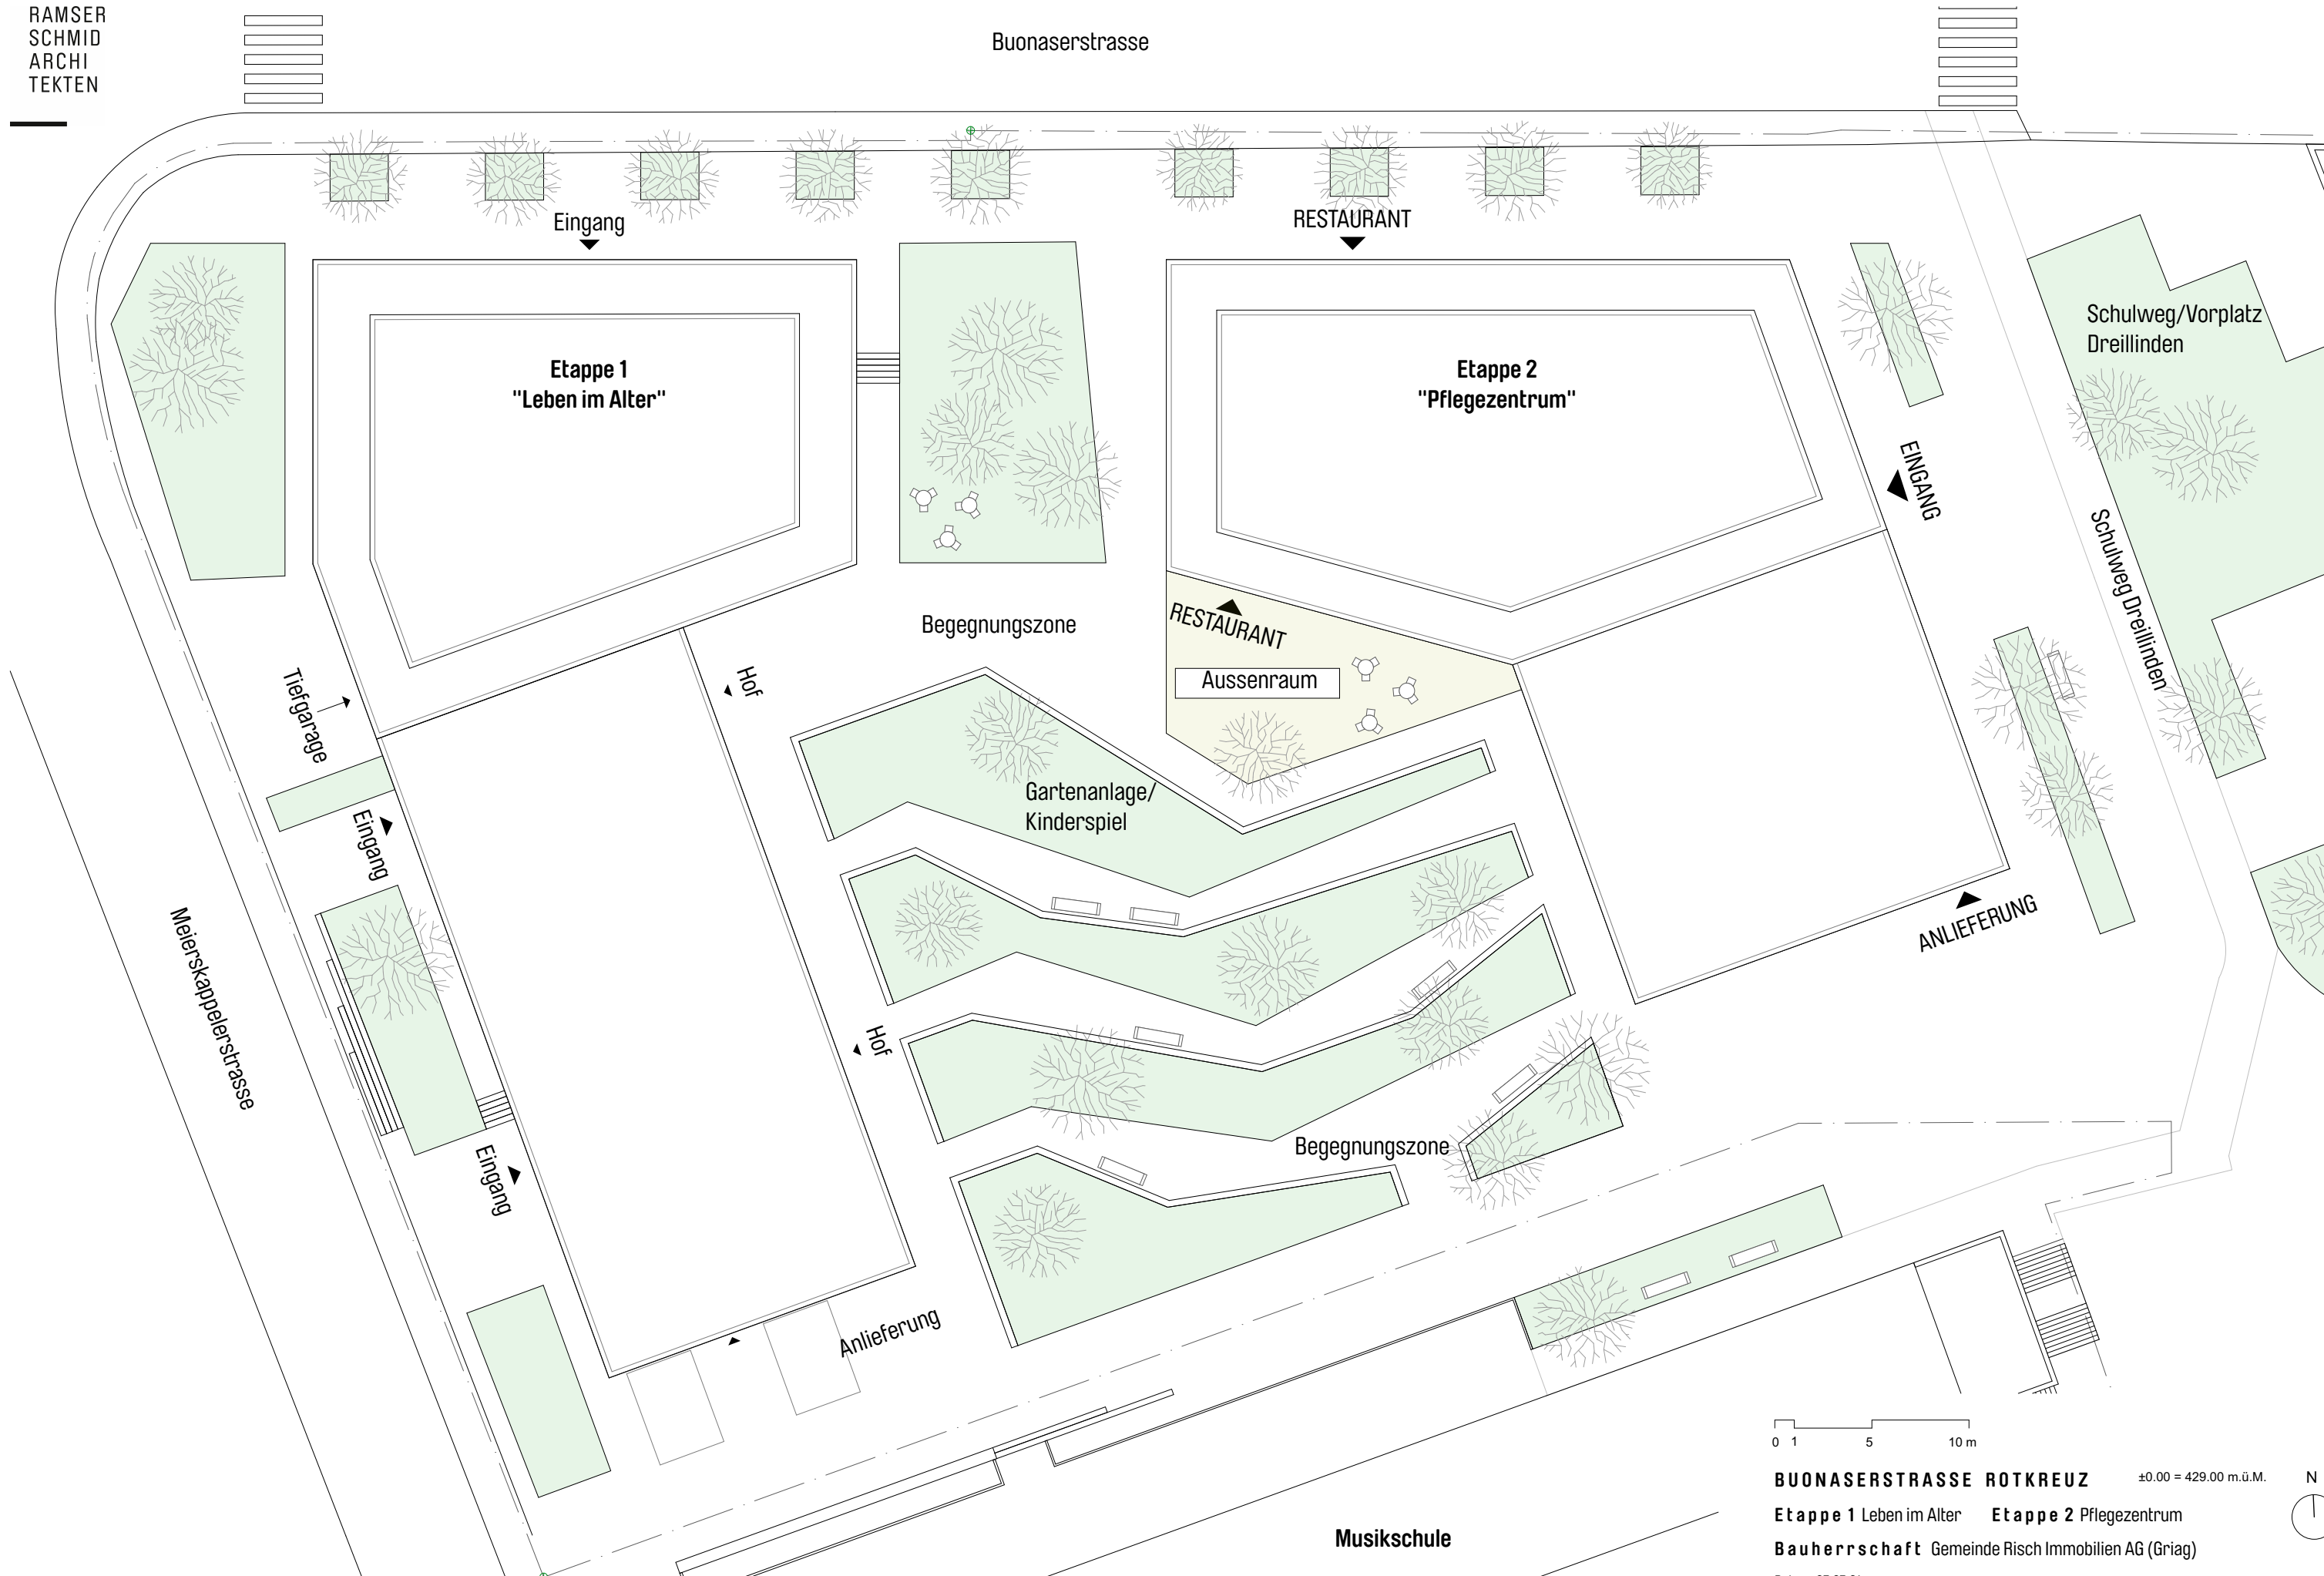 RAMSER
SCHMID
ARCHI
TEKTEN
Buonaserstrasse
Eingang
RESTAURANT
Schulweg/Vorplatz
Dreillinden
Etappe 1
"Leben im Alter"
Etappe 2
"Pflegezentrum"
EINGANG
Schulweg Dreillinden
Begegnungszone
RESTAURANT
Aussenraum
Hof
Tiefgarage
Gartenanlage/
Kinderspiel
Eingang
ANLIEFERUNG
Meierskappelerstrasse
Hof
Begegnungszone
Eingang
Anlieferung
0 1 5 10 m
BUONASERSTRASSE ROTKREUZ ±0.00 = 429.00 m.ü.M. N
Etappe 1 Leben im Alter Etappe 2 Pflegezentrum
Musikschule
Bauherrschaft Gemeinde Risch Immobilien AG (Griag)